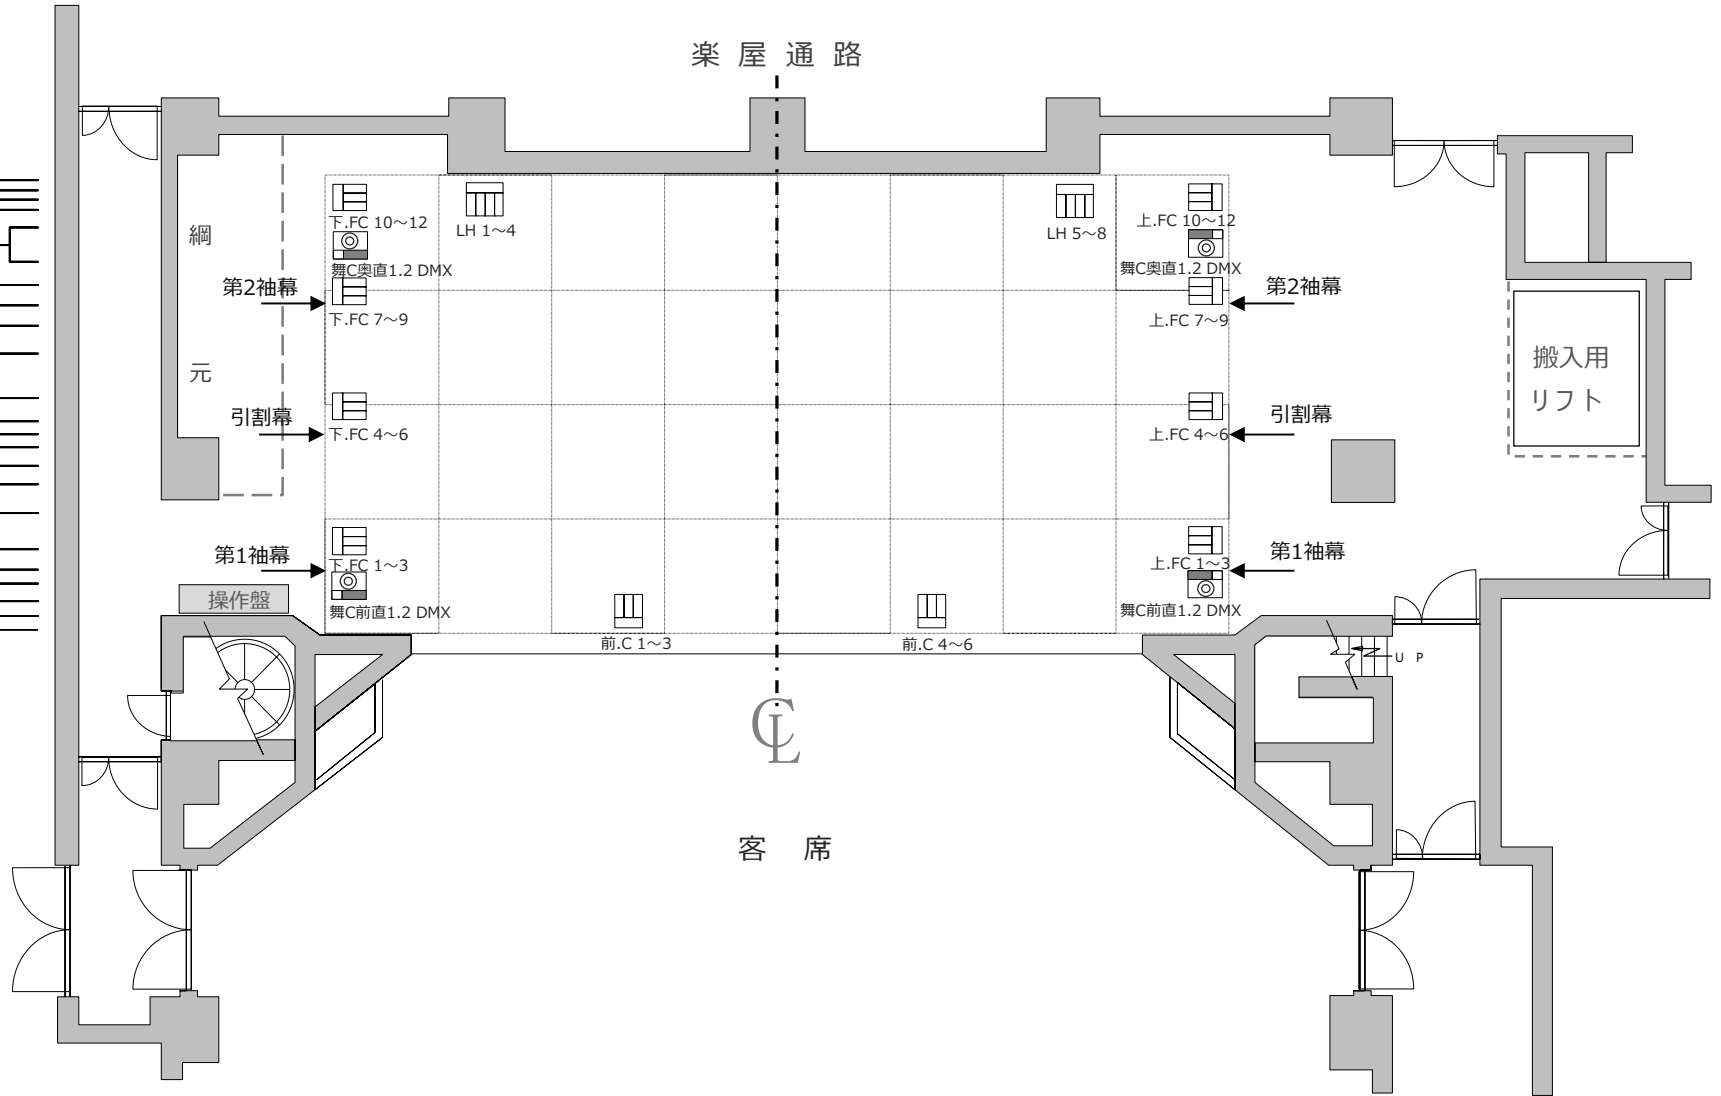 楽 屋 通 路
下.FC 10～12
LH 1～4
LH 5～8
上.FC 10～12
綱
元
舞C奥直1.2 DMX
舞C奥直1.2 DMX
第2袖幕
第2袖幕
下.FC 7～9
上.FC 7～9
搬入用
リフト
引割幕
引割幕
下.FC 4～6
上.FC 4～6
第1袖幕
第1袖幕
下.FC 1～3
上.FC 1～3
操作盤
舞C前直1.2 DMX
舞C前直1.2 DMX
前.C 1～3
前.C 4～6
U P
CL
客 席